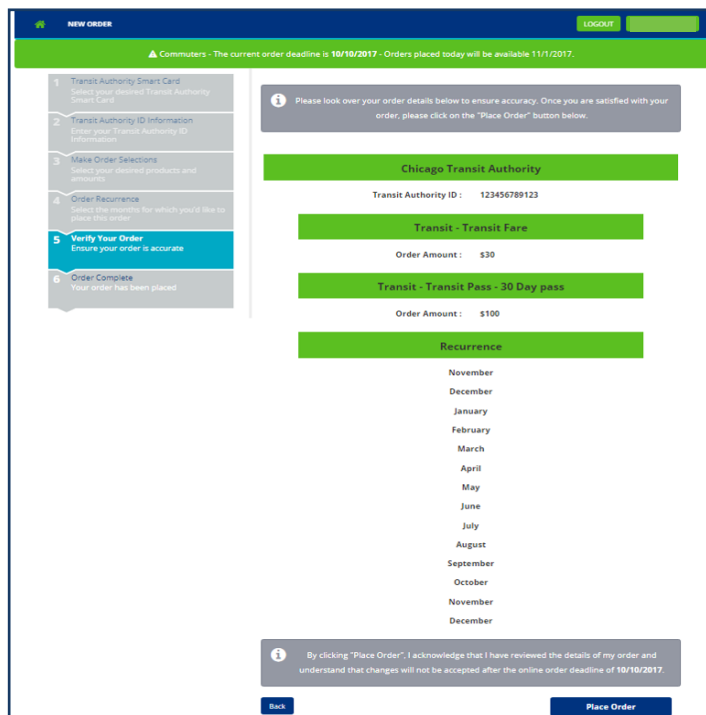 NEW ORDER
LOGOUT
Commuters - The current order deadline is 10/10/2017 - Orders placed today will be available 11/1/2017.
1 Transit Authority Smart Card
Select your desired Transit Authority
Smart Card
2 Transit Authority ID Information
Enter your Transit Authority ID
Information
3 Make Order Selections
Select your desired products and
amounts
4 Order Recurrence
Select the months for which you'd like to
place this order
5 Verify Your Order
Ensure your order is accurate
6 Order Complete
Your order has been placed
Please look over your order details below to ensure accuracy. Once you are satisfied with your
order, please click on the "Place Order" button below.
Chicago Transit Authority
Transit Authority ID : 123456789123
Transit - Transit Fare
Order Amount : $30
Transit - Transit Pass - 30 Day pass
Order Amount : $100
Recurrence
November
December
January
February
March
April
May
June
July
August
September
October
November
December
By clicking "Place Order", I acknowledge that I have reviewed the details of my order and
understand that changes will not be accepted after the online order deadline of 10/10/2017.
Back
Place Order